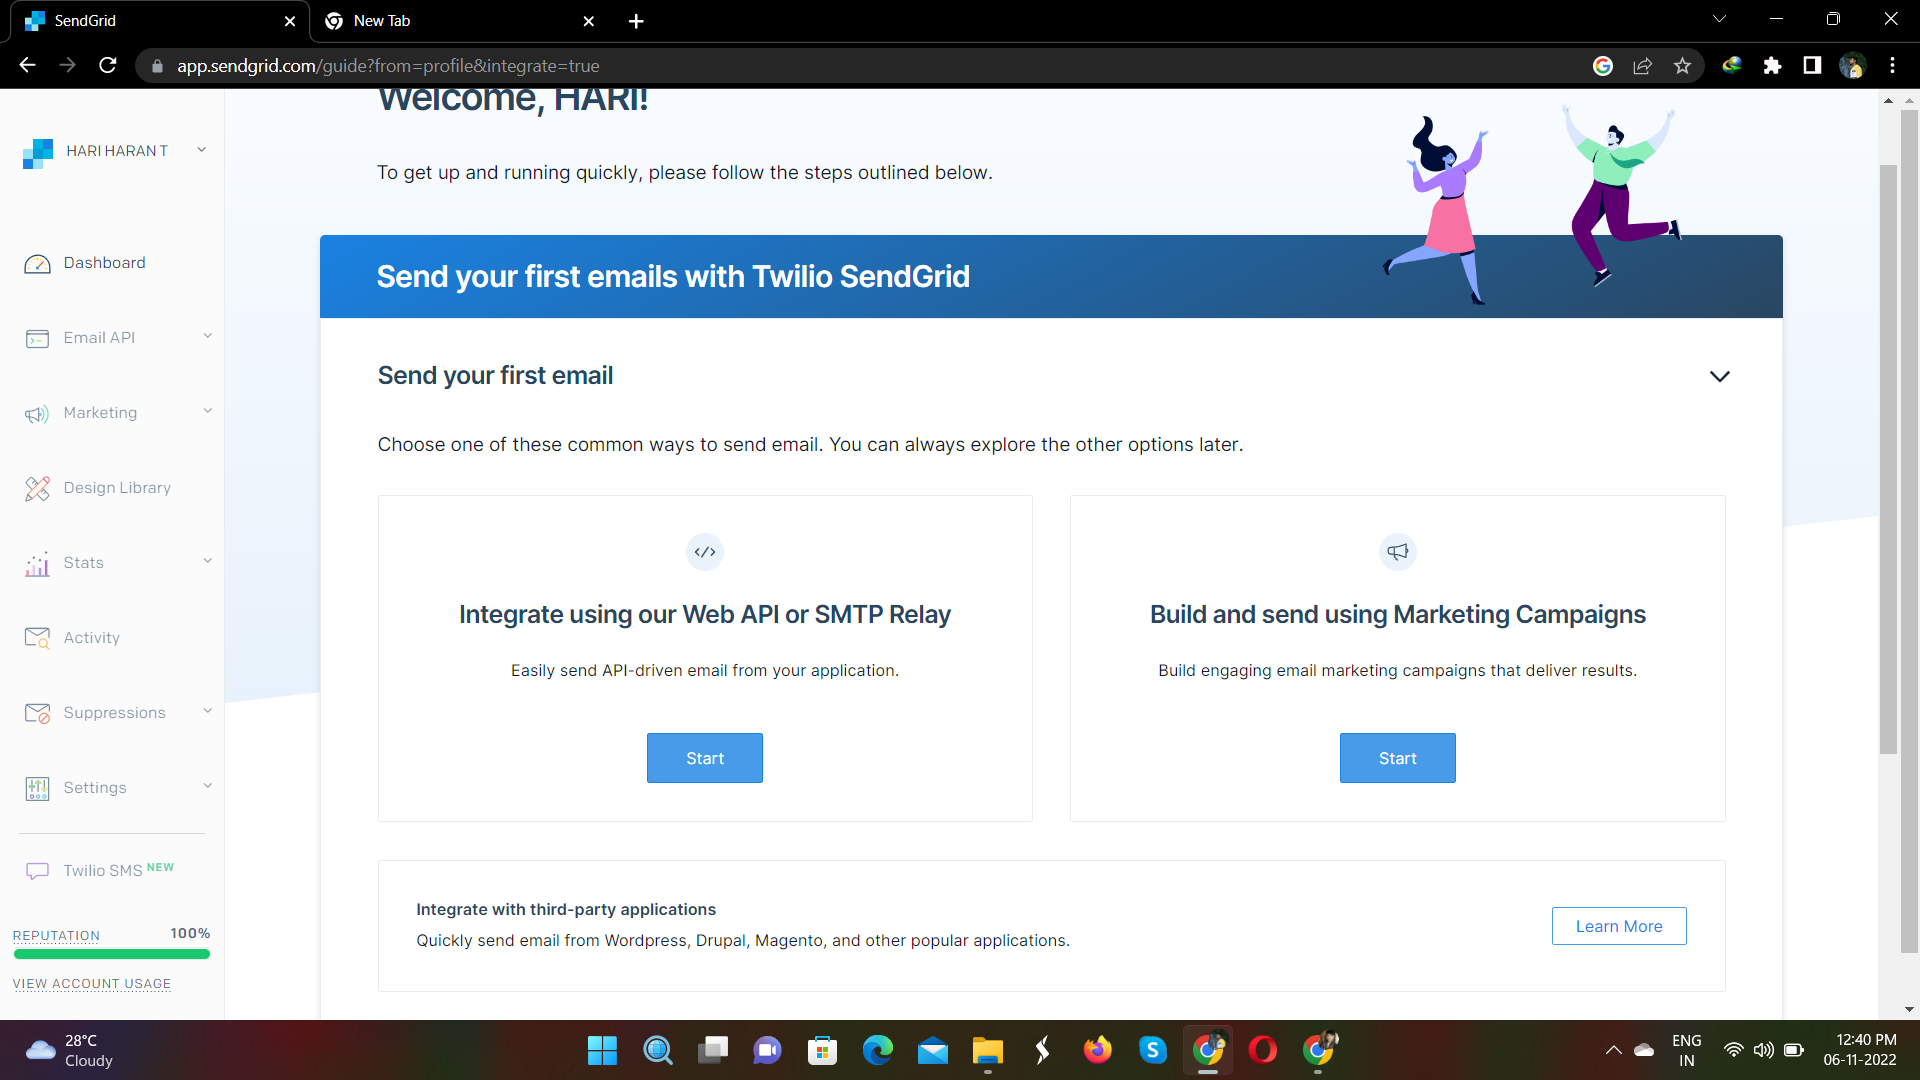 SendGrid
New Tab
app.sendgrid.com/guide?from=profile&integrate=true
Welcome, HARI!
HARI HARAN T
To get up and running quickly, please follow the steps outlined below.
Dashboard
Email API
Marketing
Design Library
Stats
Activity
Suppressions
Settings
Twilio SMS NEW
REPUTATION 100%
VIEW ACCOUNT USAGE
Send your first emails with Twilio SendGrid
Send your first email
Choose one of these common ways to send email. You can always explore the other options later.
</>
Integrate using our Web API or SMTP Relay
Easily send API-driven email from your application.
Start
Build and send using Marketing Campaigns
Build engaging email marketing campaigns that deliver results.
Start
Integrate with third-party applications
Quickly send email from Wordpress, Drupal, Magento, and other popular applications.
Learn More
28°C
Cloudy
ENG
IN
12:40 PM
06-11-2022